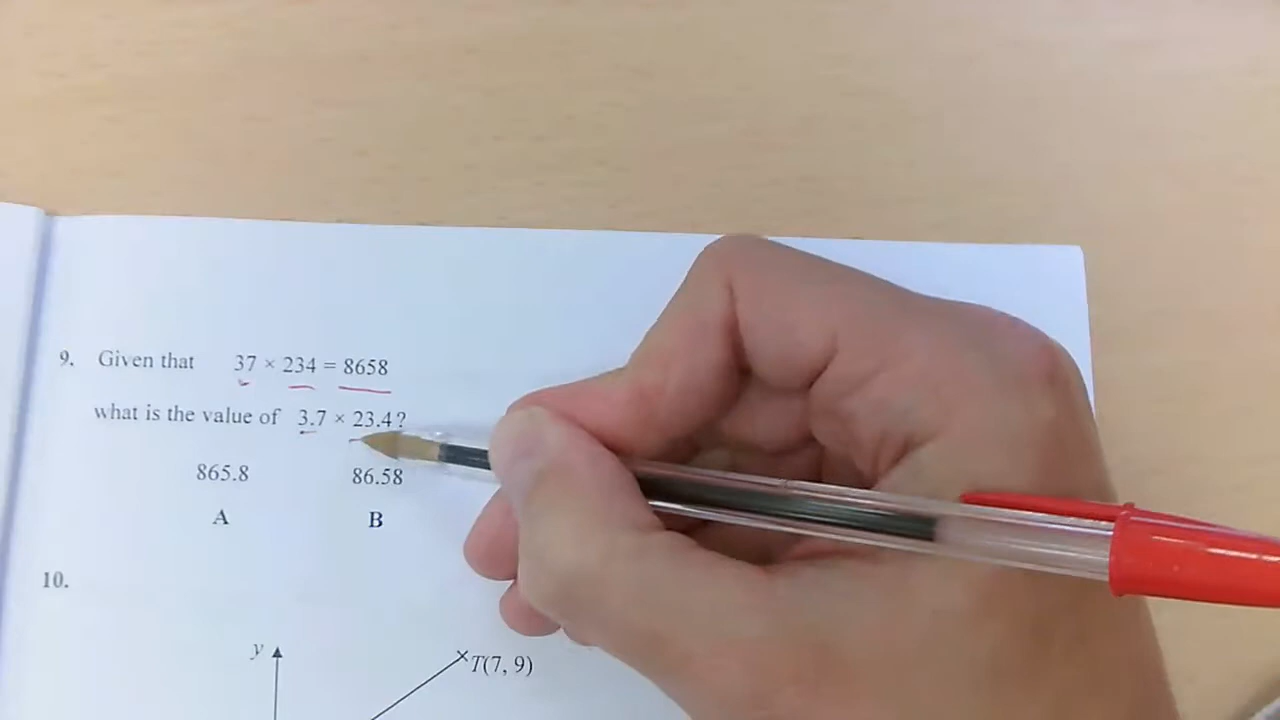 9. Given that 37 × 234 = 8658
what is the value of 3.7 × 23.4?
865.8 86.58
A B
10.
y
T(7, 9)